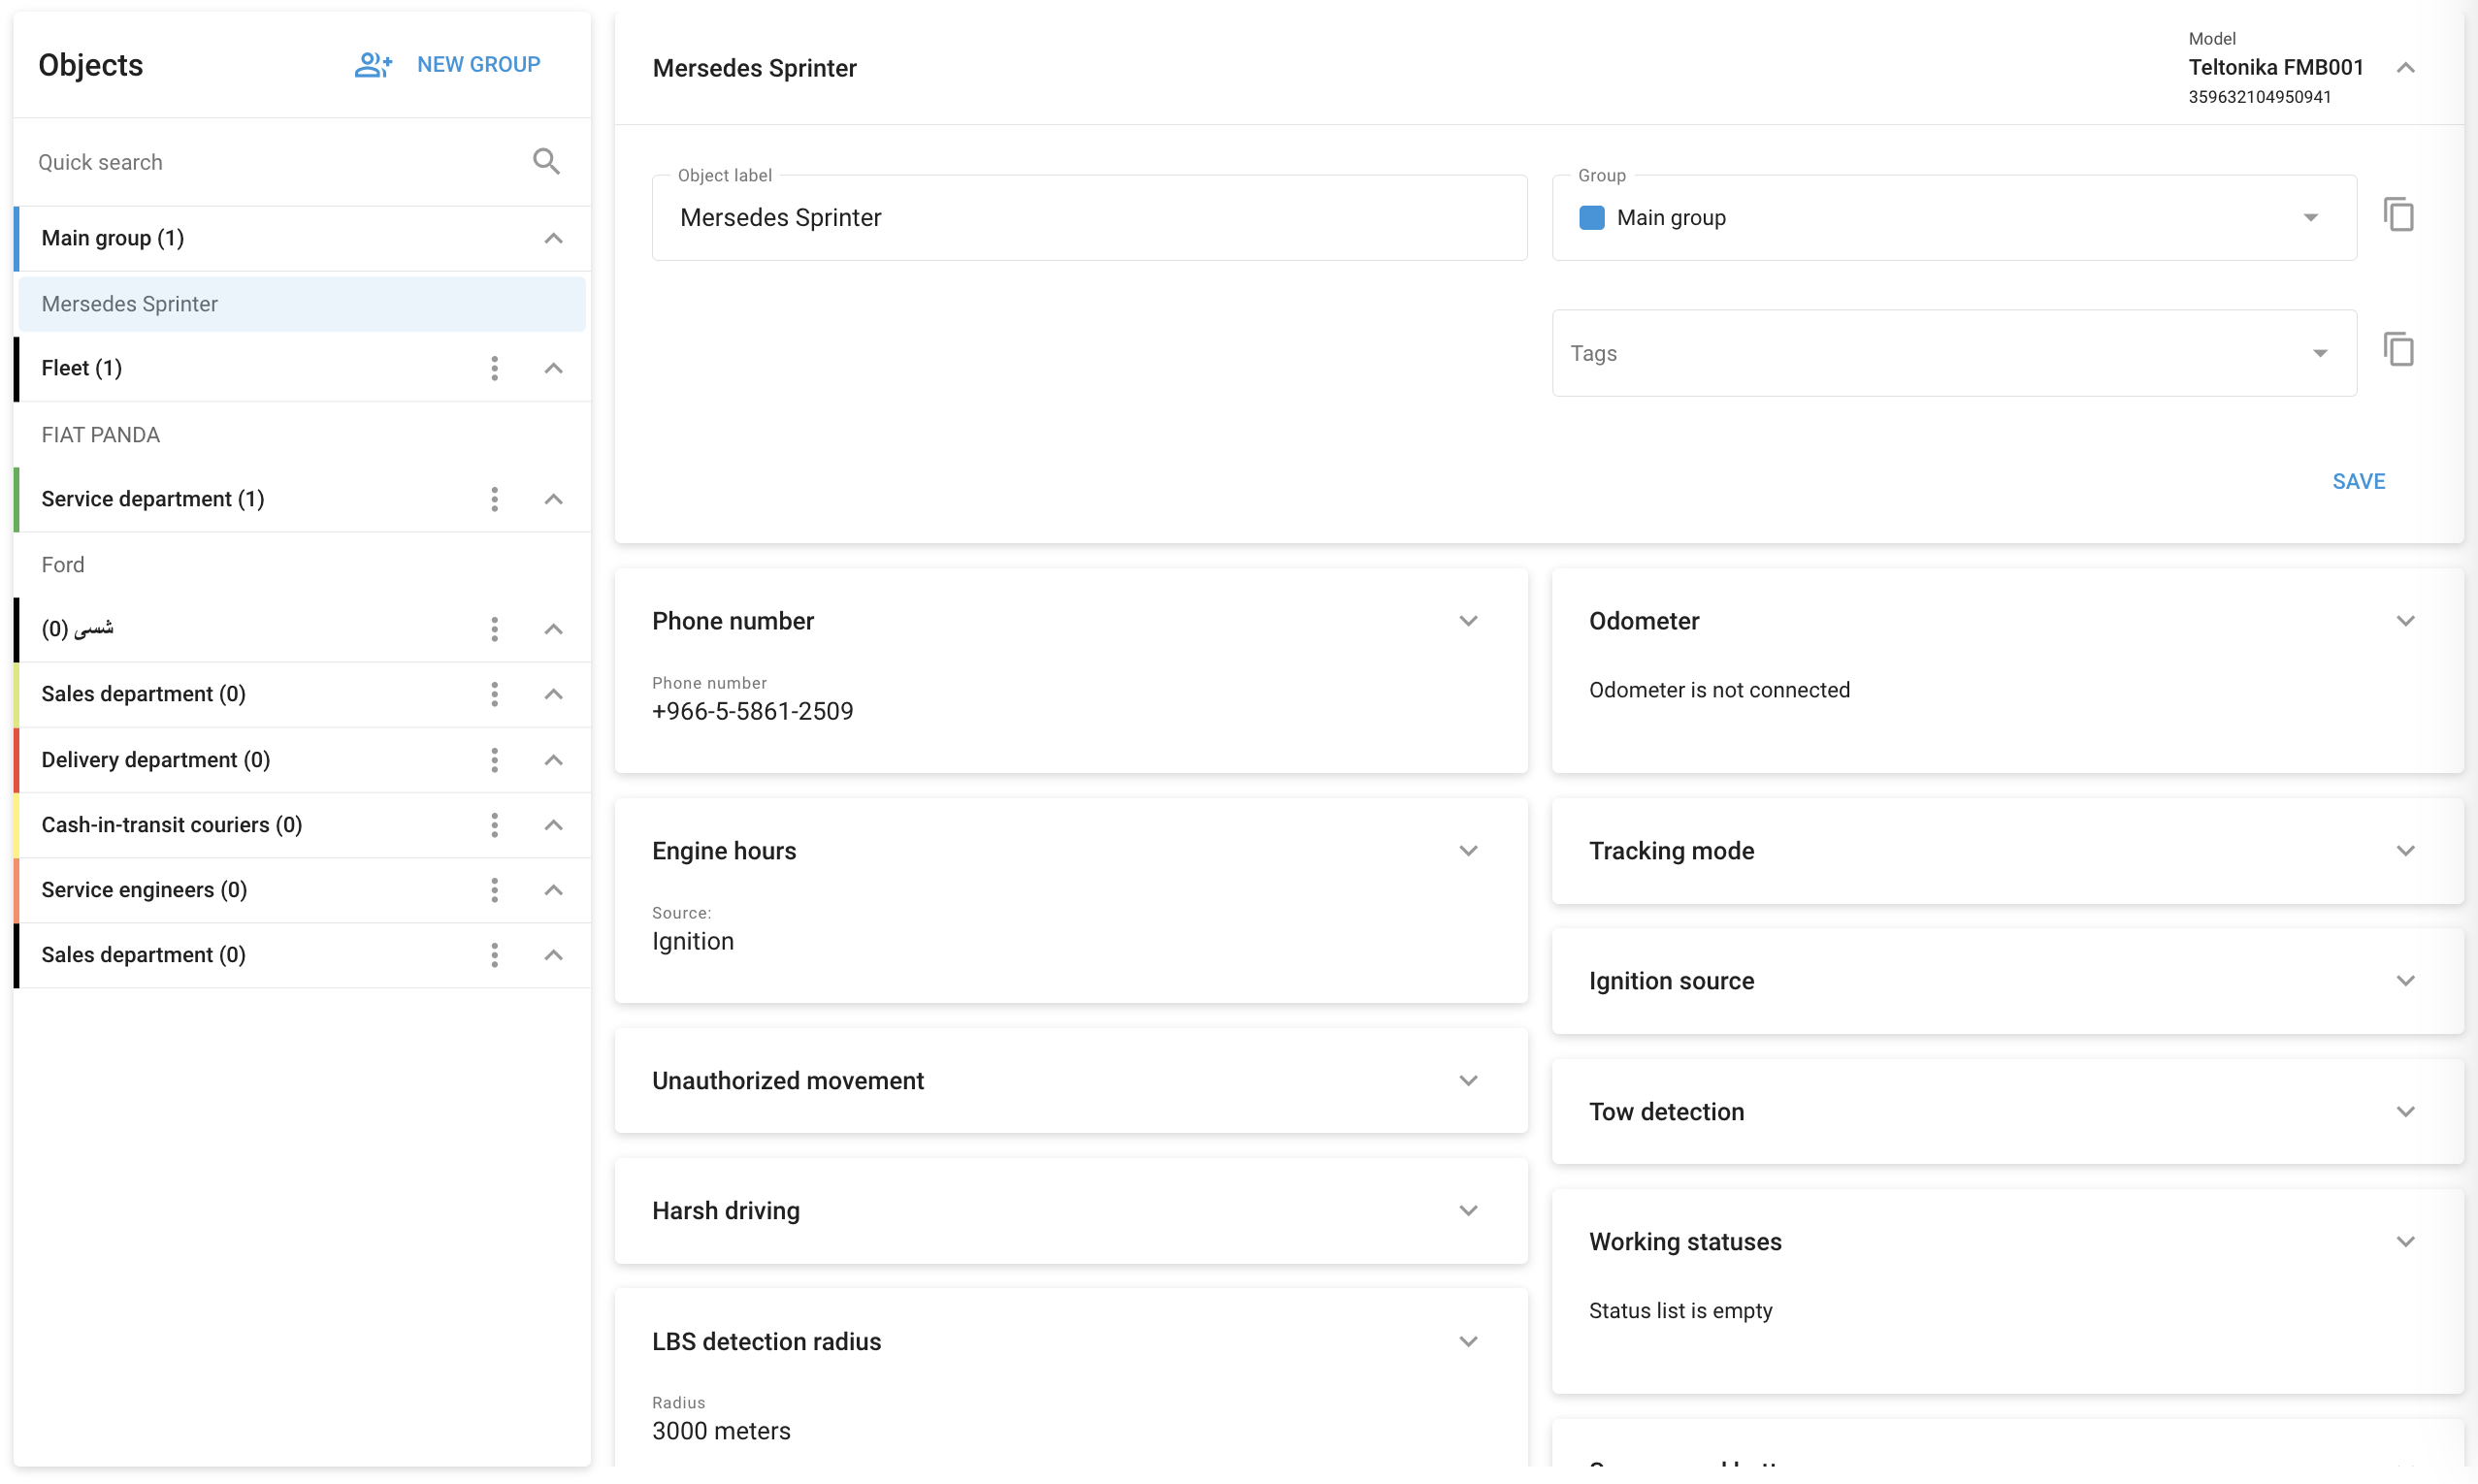 Objects
NEW GROUP
Quick search
Main group (1)
Mersedes Sprinter
Fleet (1)
FIAT PANDA
Service department (1)
Ford
شسی (0)
Sales department (0)
Delivery department (0)
Cash-in-transit couriers (0)
Service engineers (0)
Sales department (0)
Mersedes Sprinter
Model
Teltonika FMB001
359632104950941
Object label
Mersedes Sprinter
Group
Main group
Tags
SAVE
Phone number
Phone number
+966-5-5861-2509
Engine hours
Source:
Ignition
Unauthorized movement
Harsh driving
LBS detection radius
Radius
3000 meters
Odometer
Odometer is not connected
Tracking mode
Ignition source
Tow detection
Working statuses
Status list is empty